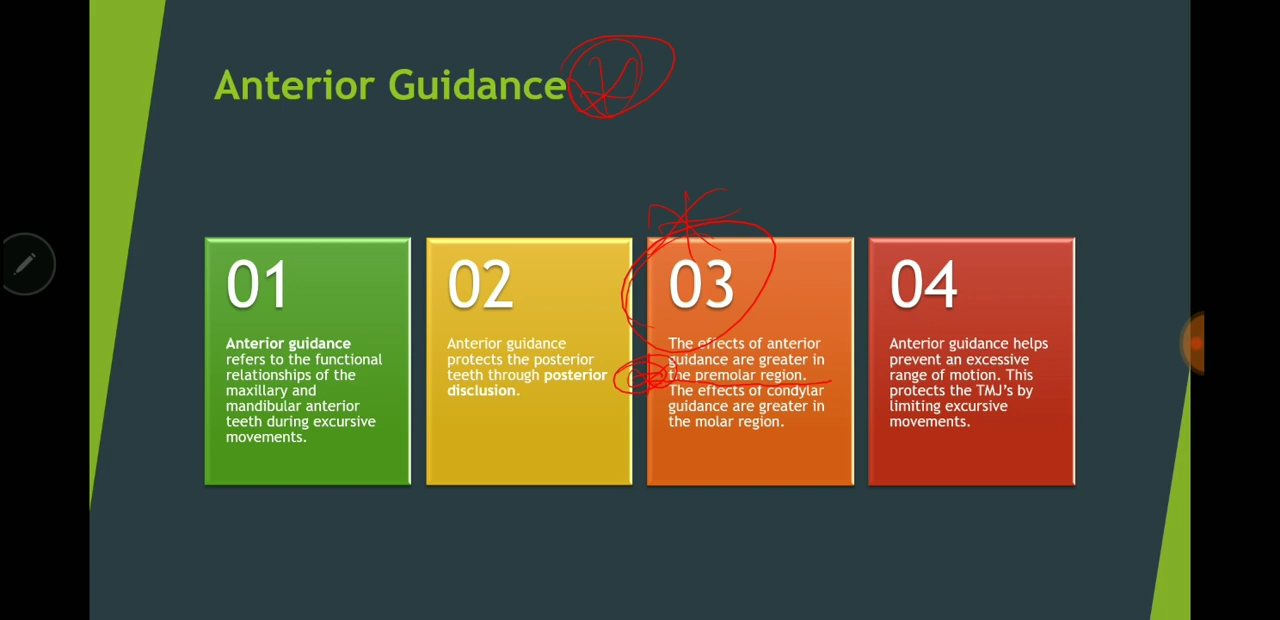 Anterior Guidance
01
Anterior guidance
refers to the functional
relationships of the
maxillary and
mandibular anterior
teeth during excursive
movements.
02
Anterior guidance
protects the posterior
teeth through posterior
disclusion.
03
The effects of anterior
guidance are greater in
the premolar region.
The effects of condylar
guidance are greater in
the molar region.
04
Anterior guidance helps
prevent an excessive
range of motion. This
protects the TMJ's by
limiting excursive
movements.